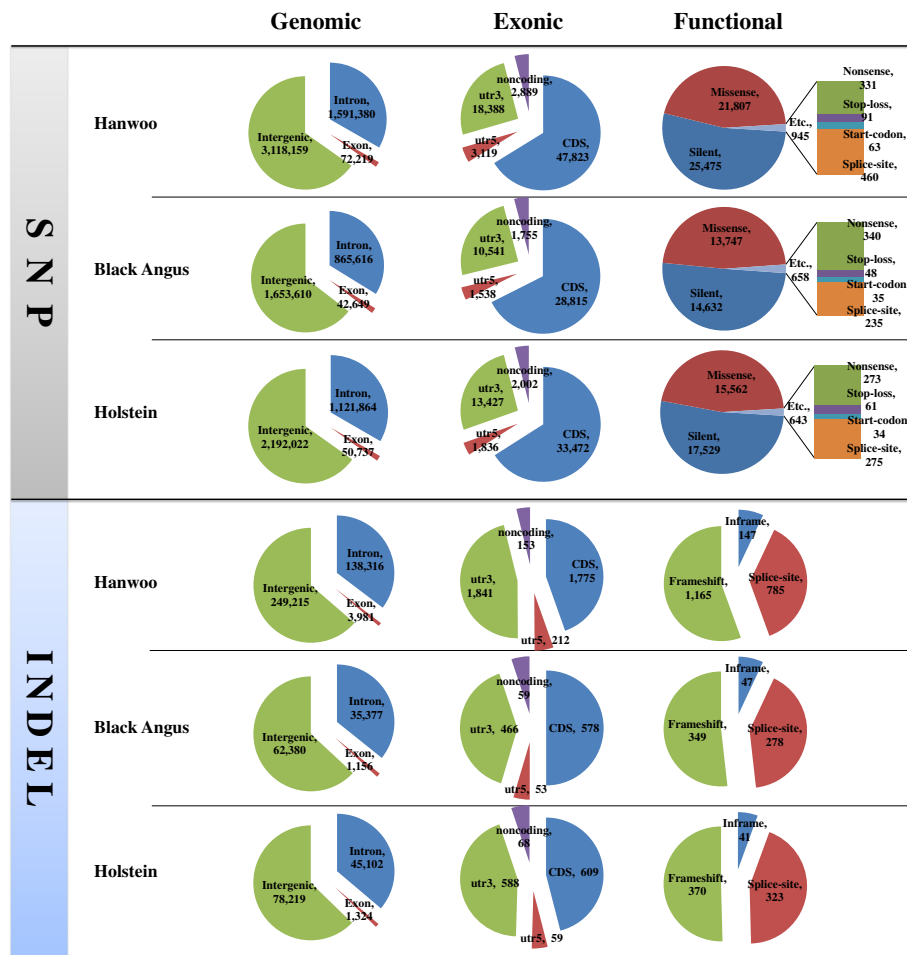 Genomic Exonic Functional
S N P
Hanwoo
Intron,
1,591,380
Intergenic,
3,118,159
Exon,
72,219
noncoding,
2,889
utr3,
18,388
utr5,
3,119
CDS,
47,823
Missense,
21,807
Silent,
25,475
Etc., 945
Nonsense,
331
Stop-loss,
91
Start-codon,
63
Splice-site,
460
Black Angus
Intron,
865,616
Intergenic,
1,653,610
Exon,
42,649
noncoding,
1,755
utr3,
10,541
utr5,
1,538
CDS,
28,815
Missense,
13,747
Silent,
14,632
Etc.,
658
Nonsense,
340
Stop-loss,
48
Start-codon,
35
Splice-site,
235
Holstein
Intron,
1,121,864
Intergenic,
2,192,022
Exon,
50,737
noncoding,
2,002
utr3,
13,427
utr5,
1,836
CDS,
33,472
Missense,
15,562
Silent,
17,529
Etc.,
643
Nonsense,
273
Stop-loss,
61
Start-codon,
34
Splice-site,
275
INDEL
Hanwoo
Intron,
138,316
Intergenic,
249,215
Exon,
3,981
noncoding,
153
utr3,
1,841
CDS,
1,775
utr5, 212
Inframe,
147
Frameshift,
1,165
Splice-site,
785
Black Angus
Intron,
35,377
Intergenic,
62,380
Exon,
1,156
noncoding,
59
utr3, 466
CDS, 578
utr5, 53
Inframe,
47
Frameshift,
349
Splice-site,
278
Holstein
Intron,
45,102
Intergenic,
78,219
Exon,
1,324
noncoding,
68
utr3, 588
CDS, 609
utr5, 59
Inframe,
41
Frameshift,
370
Splice-site,
323